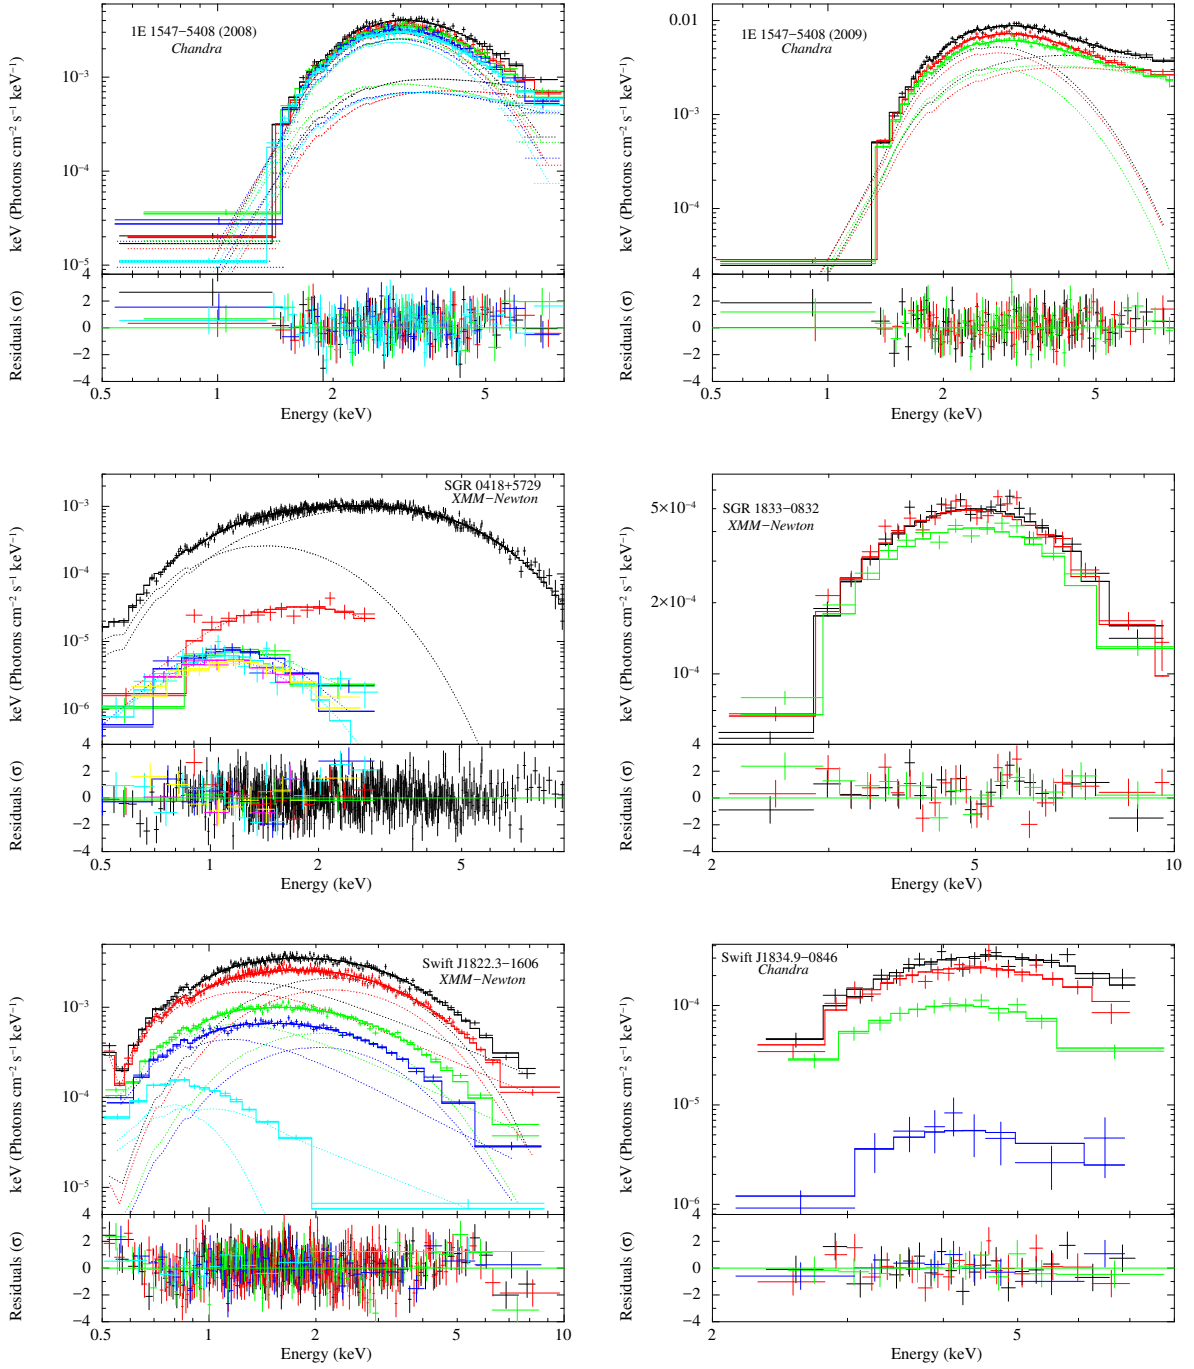 1E 1547−5408 (2008)
Chandra
keV (Photons cm⁻² s⁻¹ keV⁻¹)
10⁻³
10⁻⁴
10⁻⁵
Residuals (σ)
4
2
0
−2
−4
0.5
1
2
5
Energy (keV)
1E 1547−5408 (2009)
Chandra
keV (Photons cm⁻² s⁻¹ keV⁻¹)
0.01
10⁻³
10⁻⁴
Residuals (σ)
4
2
0
−2
−4
0.5
1
2
5
Energy (keV)
SGR 0418+5729
XMM−Newton
keV (Photons cm⁻² s⁻¹ keV⁻¹)
10⁻³
10⁻⁴
10⁻⁵
10⁻⁶
Residuals (σ)
4
2
0
−2
−4
0.5
1
2
5
10
Energy (keV)
SGR 1833−0832
XMM−Newton
keV (Photons cm⁻² s⁻¹ keV⁻¹)
5×10⁻⁴
2×10⁻⁴
10⁻⁴
Residuals (σ)
4
2
0
−2
−4
2
5
10
Energy (keV)
Swift J1822.3−1606
XMM−Newton
keV (Photons cm⁻² s⁻¹ keV⁻¹)
10⁻³
10⁻⁴
10⁻⁵
Residuals (σ)
4
2
0
−2
−4
0.5
1
2
5
10
Energy (keV)
Swift J1834.9−0846
Chandra
keV (Photons cm⁻² s⁻¹ keV⁻¹)
10⁻⁴
10⁻⁵
10⁻⁶
Residuals (σ)
2
0
−2
−4
2
5
Energy (keV)